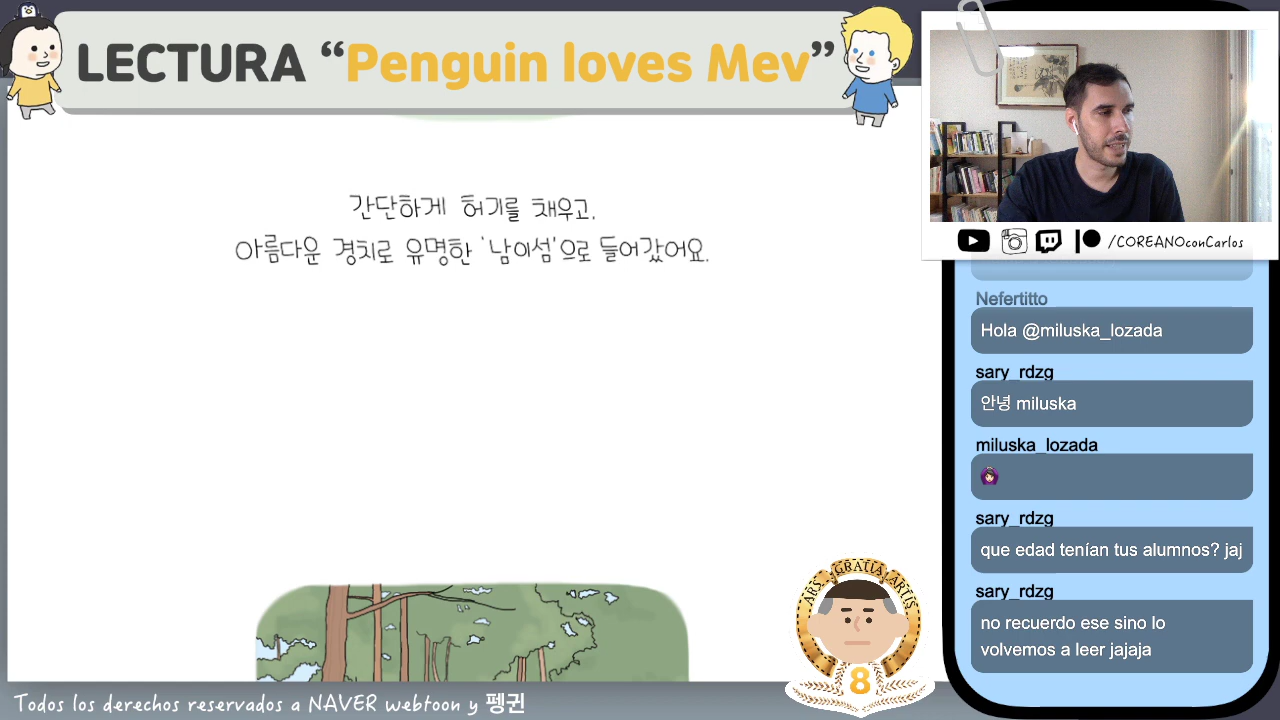 LECTURA “Penguin loves Mev”
간단하게 허기를 채우고.
아름다운 경치로 유명한 '남이섬'으로 들어갔어요.
/COREANOconCarlos
Nefertitto
Hola @miluska_lozada
sary_rdzg
안녕 miluska
miluska_lozada
sary_rdzg
que edad tenían tus alumnos? jaj
sary_rdzg
no recuerdo ese sino lo
volvemos a leer jajaja
ARS GRATIA ARTIS
8
Todos los derechos reservados a NAVER webtoon y 펭귄